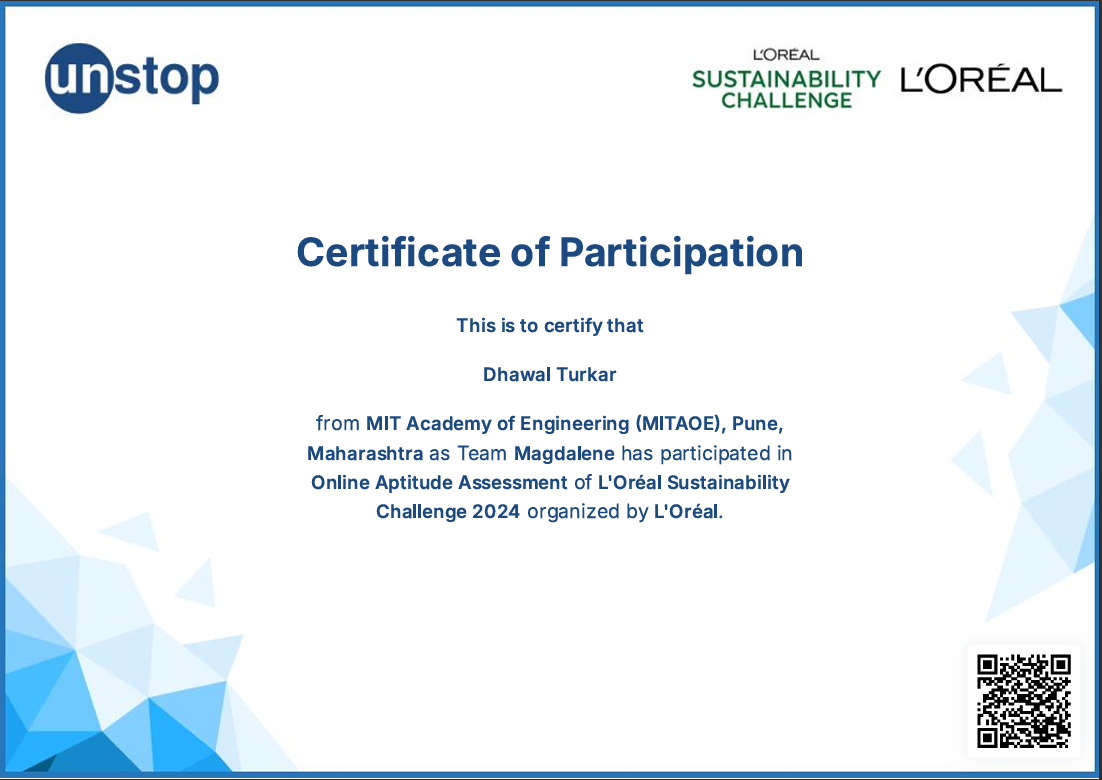 unstop
L'ORÉAL
SUSTAINABILITY
CHALLENGE
L'ORÉAL
Certificate of Participation
This is to certify that
Dhawal Turkar
from MIT Academy of Engineering (MITAOE), Pune,
Maharashtra as Team Magdalene has participated in
Online Aptitude Assessment of L'Oréal Sustainability
Challenge 2024 organized by L'Oréal.